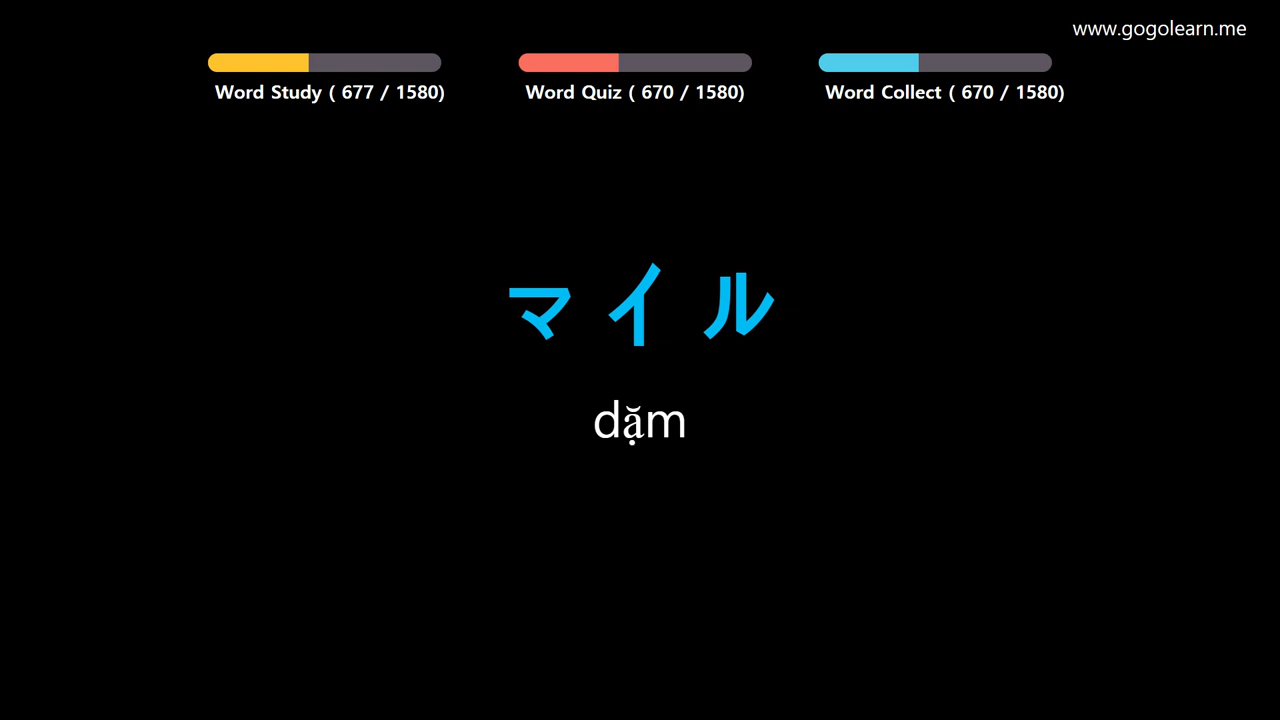 www.gogolearn.me
Word Study ( 677 / 1580)
Word Quiz ( 670 / 1580)
Word Collect ( 670 / 1580)
マイル
dặm